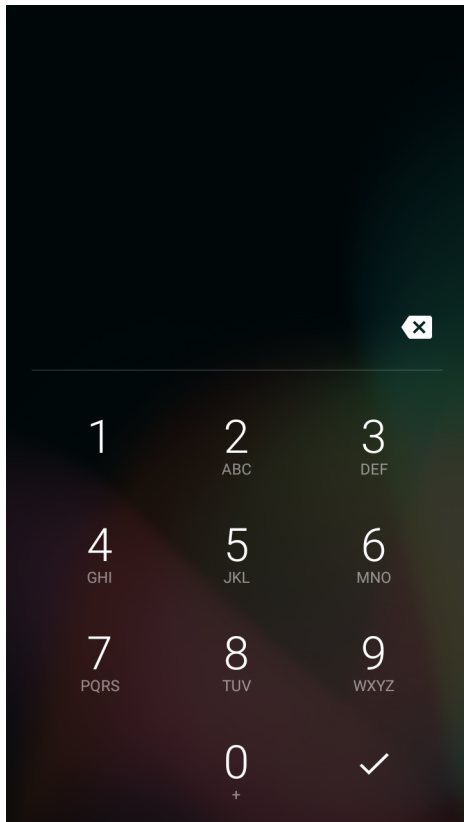 1 2 3
ABC DEF
4 5 6
GHI JKL MNO
7 8 9
PQRS TUV WXYZ
0
+